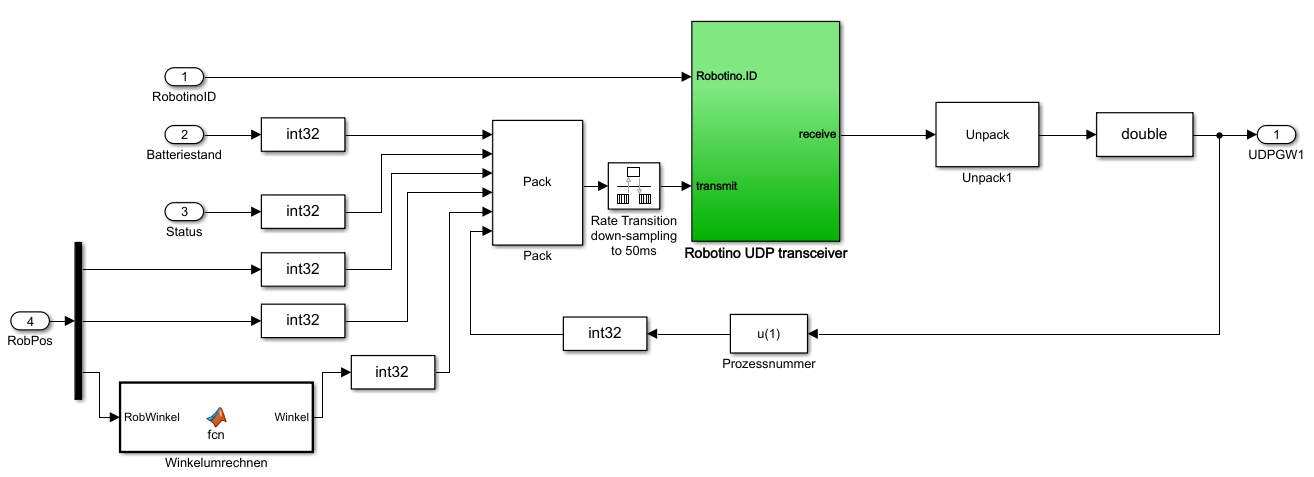 1
RobotinoID
2
Batteriestand
int32
3
Status
int32
int32
4
RobPos
int32
int32
RobWinkel
fcn
Winkel
Winkelumrechnen
Pack
Pack
Rate Transition
down-sampling
to 50ms
Robotino.ID
receive
transmit
Robotino UDP transceiver
Unpack
Unpack1
double
1
UDPGW1
int32
u(1)
Prozessnummer